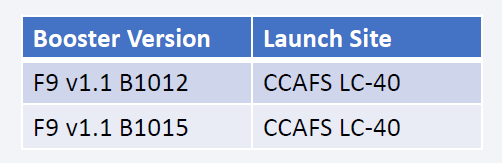 Booster Version Launch Site
F9 v1.1 B1012 CCAFS LC-40
F9 v1.1 B1015 CCAFS LC-40